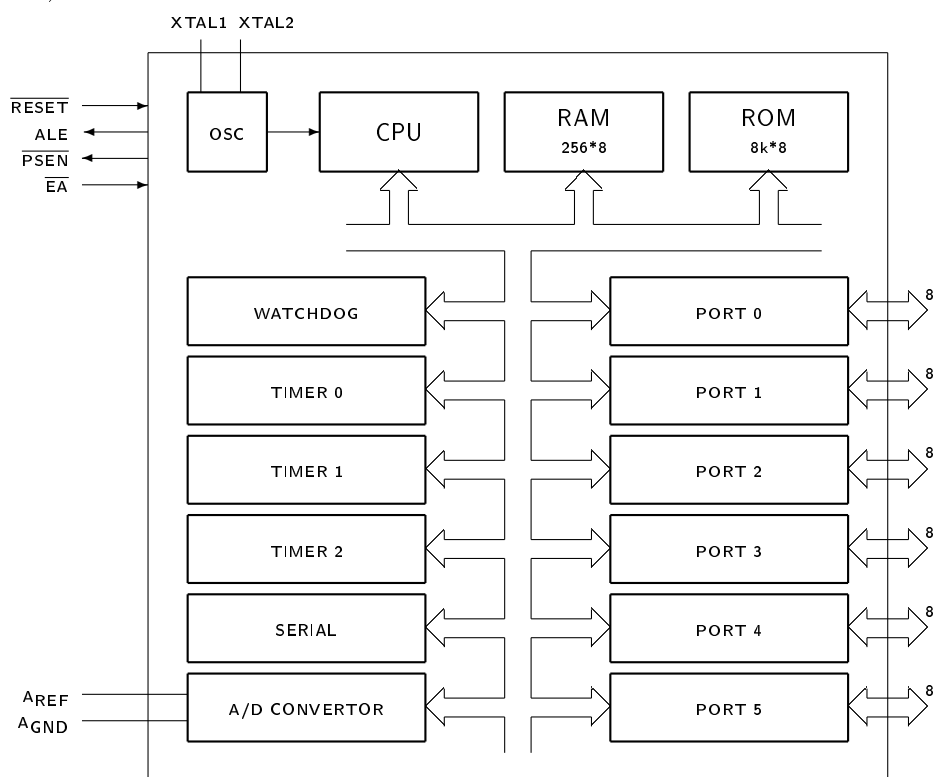 XTAL1 XTAL2
RESET
ALE
PSEN
EA
OSC
CPU
RAM
256*8
ROM
8k*8
WATCHDOG
PORT 0
8
TIMER 0
PORT 1
8
TIMER 1
PORT 2
8
TIMER 2
PORT 3
8
SERIAL
PORT 4
8
AREF
AGND
A/D CONVERTOR
PORT 5
8